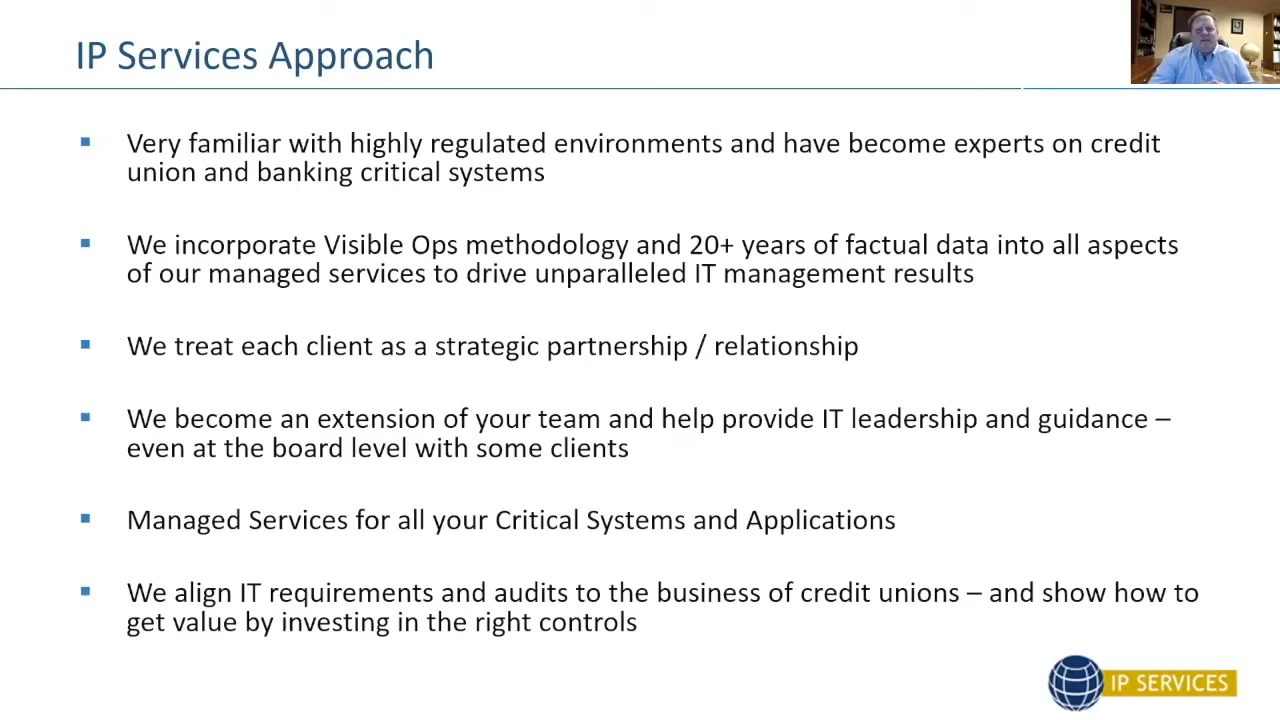 IP Services Approach
Very familiar with highly regulated environments and have become experts on credit
union and banking critical systems
We incorporate Visible Ops methodology and 20+ years of factual data into all aspects
of our managed services to drive unparalleled IT management results
We treat each client as a strategic partnership / relationship
We become an extension of your team and help provide IT leadership and guidance –
even at the board level with some clients
Managed Services for all your Critical Systems and Applications
We align IT requirements and audits to the business of credit unions – and show how to
get value by investing in the right controls
IP SERVICES